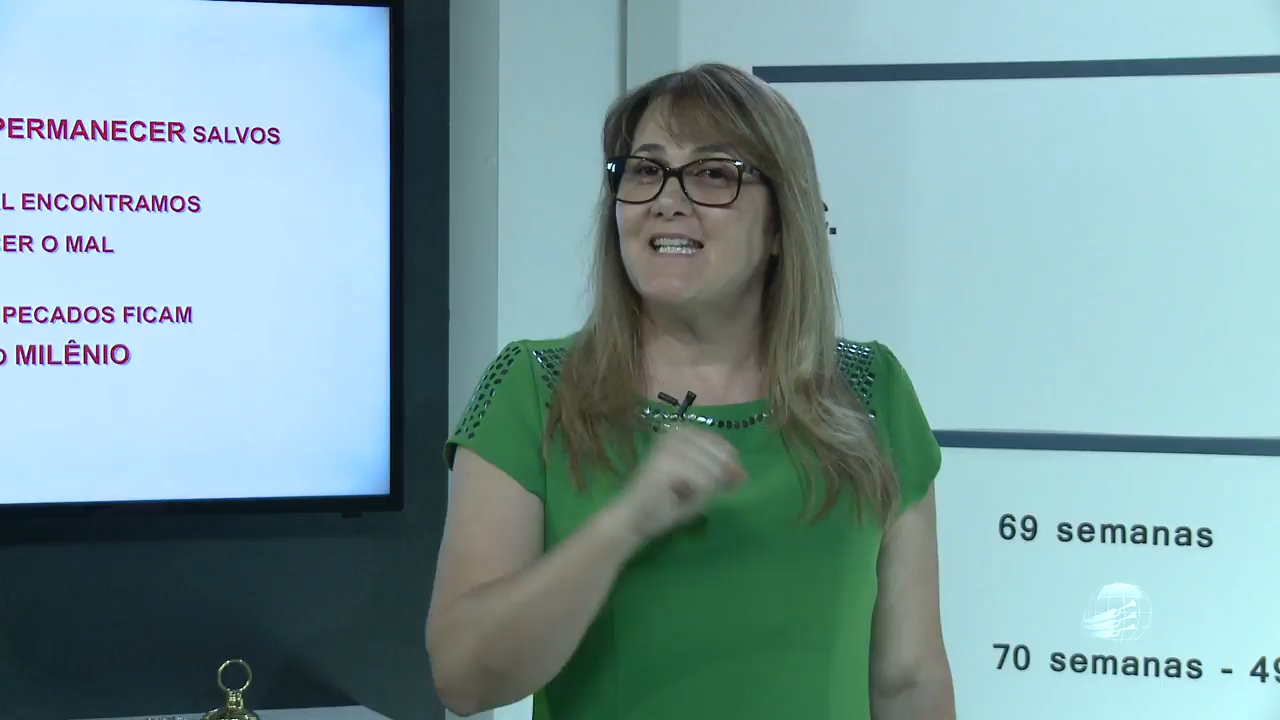 PERMANECER SALVOS
L ENCONTRAMOS
ER O MAL
PECADOS FICAM
O MILÊNIO
69 semanas
70 semanas - 49